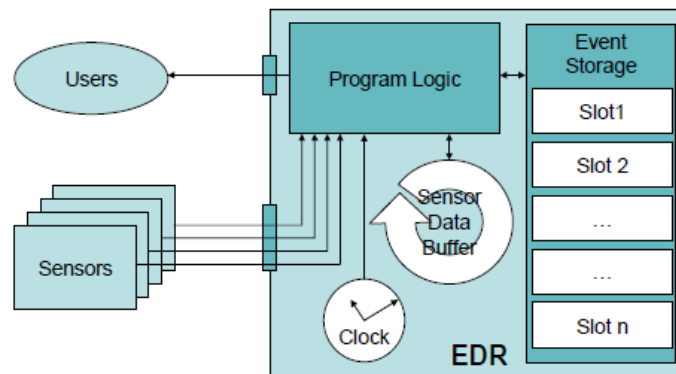 Users
Program Logic
Event
Storage
Slot1
Slot 2
...
...
Slot n
Sensor
Data
Buffer
Sensors
Clock
EDR